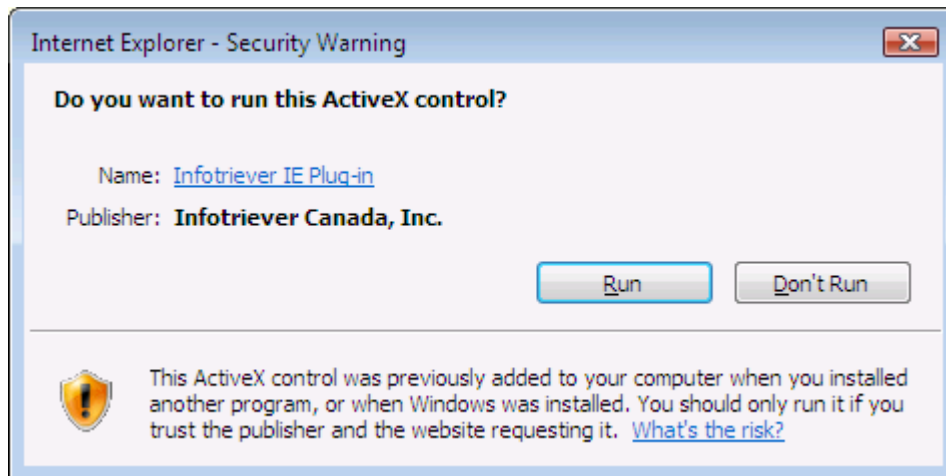 Internet Explorer - Security Warning
Do you want to run this ActiveX control?
Name: Infotriever IE Plug-in
Publisher: Infotriever Canada, Inc.
Run Don't Run
This ActiveX control was previously added to your computer when you installed
another program, or when Windows was installed. You should only run it if you
trust the publisher and the website requesting it. What's the risk?